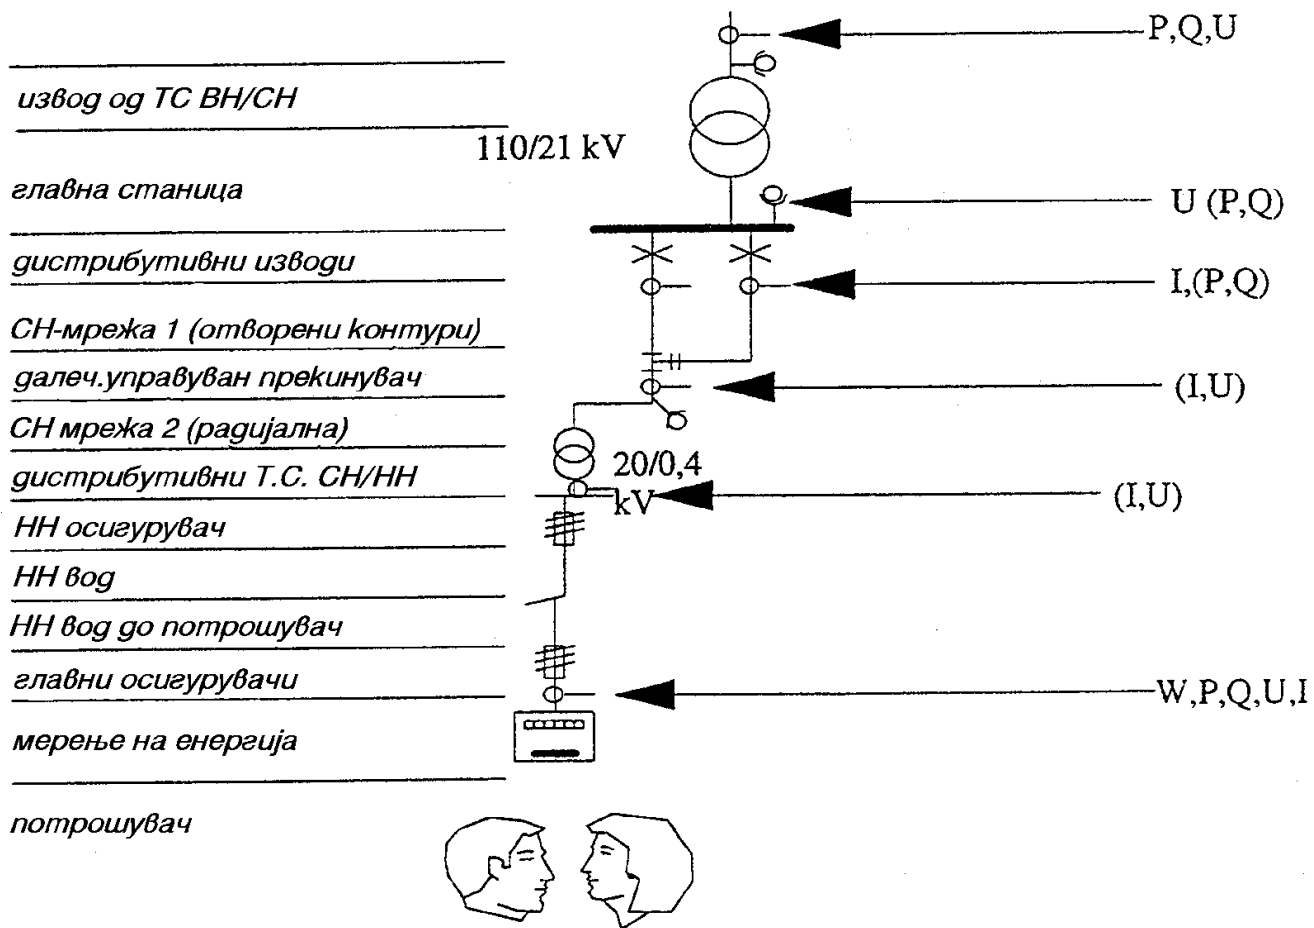 P,Q,U
извод од ТС ВН/СН
110/21 kV
главна станица
U (P,Q)
дистрибутивни изводи
I,(P,Q)
СН-мрежа 1 (отворени контури)
далеч.управуван прекинувач
(I,U)
СН мрежа 2 (радијална)
20/0,4
дистрибутивни Т.С. СН/НН
kV
(I,U)
НН осигурувач
НН вод
НН вод до потрошувач
главни осигурувачи
W,P,Q,U,I
мерење на енергија
потрошувач